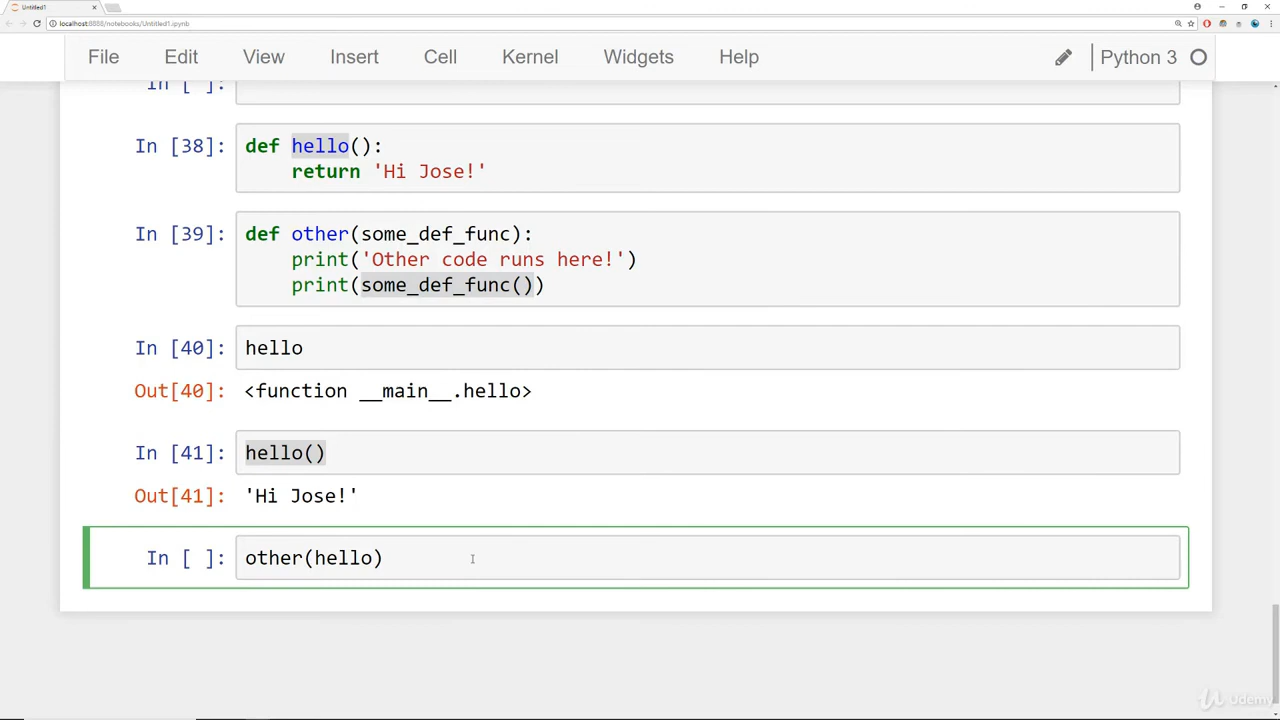 Untitled1
localhost:8888/notebooks/Untitled1.ipynb
File Edit View Insert Cell Kernel Widgets Help Python 3
In [ ]:
In [38]: def hello():
return 'Hi Jose!'
In [39]: def other(some_def_func):
print('Other code runs here!')
print(some_def_func())
In [40]: hello
Out[40]: <function __main__.hello>
In [41]: hello()
Out[41]: 'Hi Jose!'
In [ ]: other(hello)
Udemy